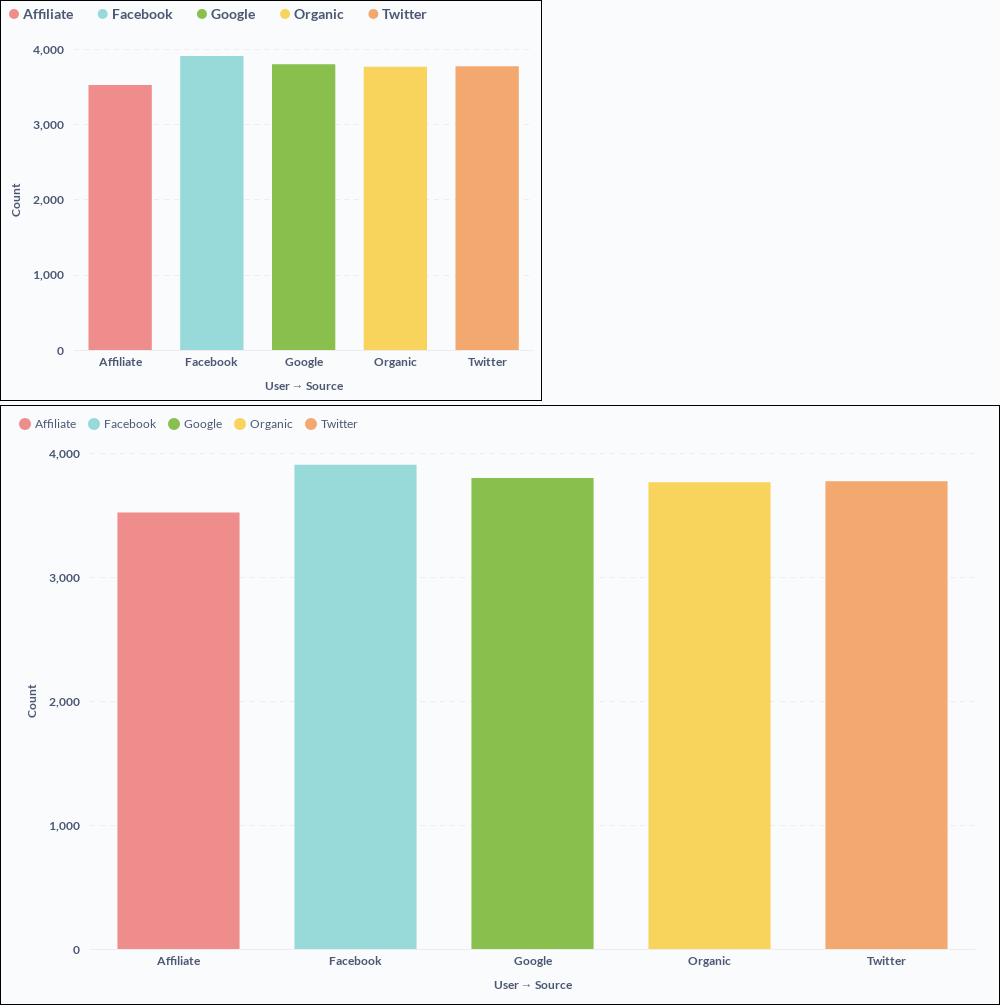 Affiliate Facebook Google Organic Twitter
4,000
3,000
2,000
1,000
0
Count
Affiliate Facebook Google Organic Twitter
User → Source
Affiliate Facebook Google Organic Twitter
4,000
3,000
2,000
1,000
0
Count
Affiliate Facebook Google Organic Twitter
User → Source